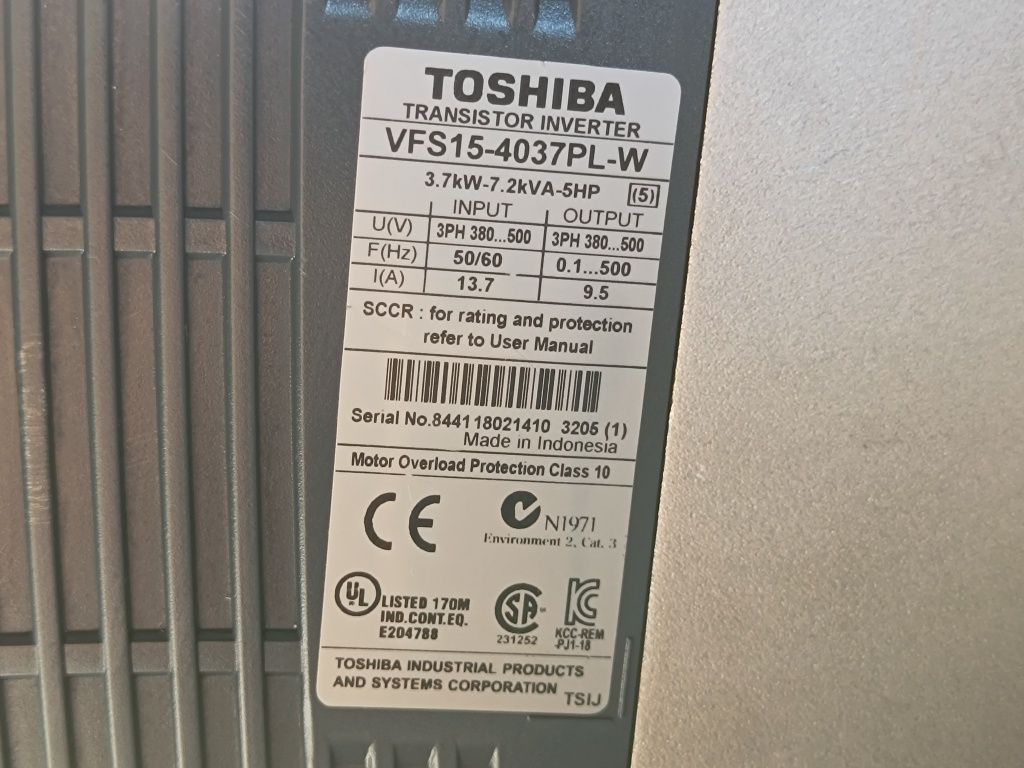 TOSHIBA
TRANSISTOR INVERTER
VFS15-4037PL-W
3.7kW-7.2kVA-5HP (5)
INPUT OUTPUT
U(V) 3PH 380...500 3PH 380...500
F(Hz) 50/60 0.1...500
I(A) 13.7 9.5
SCCR : for rating and protection
refer to User Manual
Serial No.844118021410 3205 (1)
Made in Indonesia
Motor Overload Protection Class 10
CE
N1971
Environment 2, Cat. 3
UL LISTED 170M
IND.CONT.EQ.
E204788
SA
231252
KC
KCC-REM
-PJ1-18
TOSHIBA INDUSTRIAL PRODUCTS
AND SYSTEMS CORPORATION TSIJ